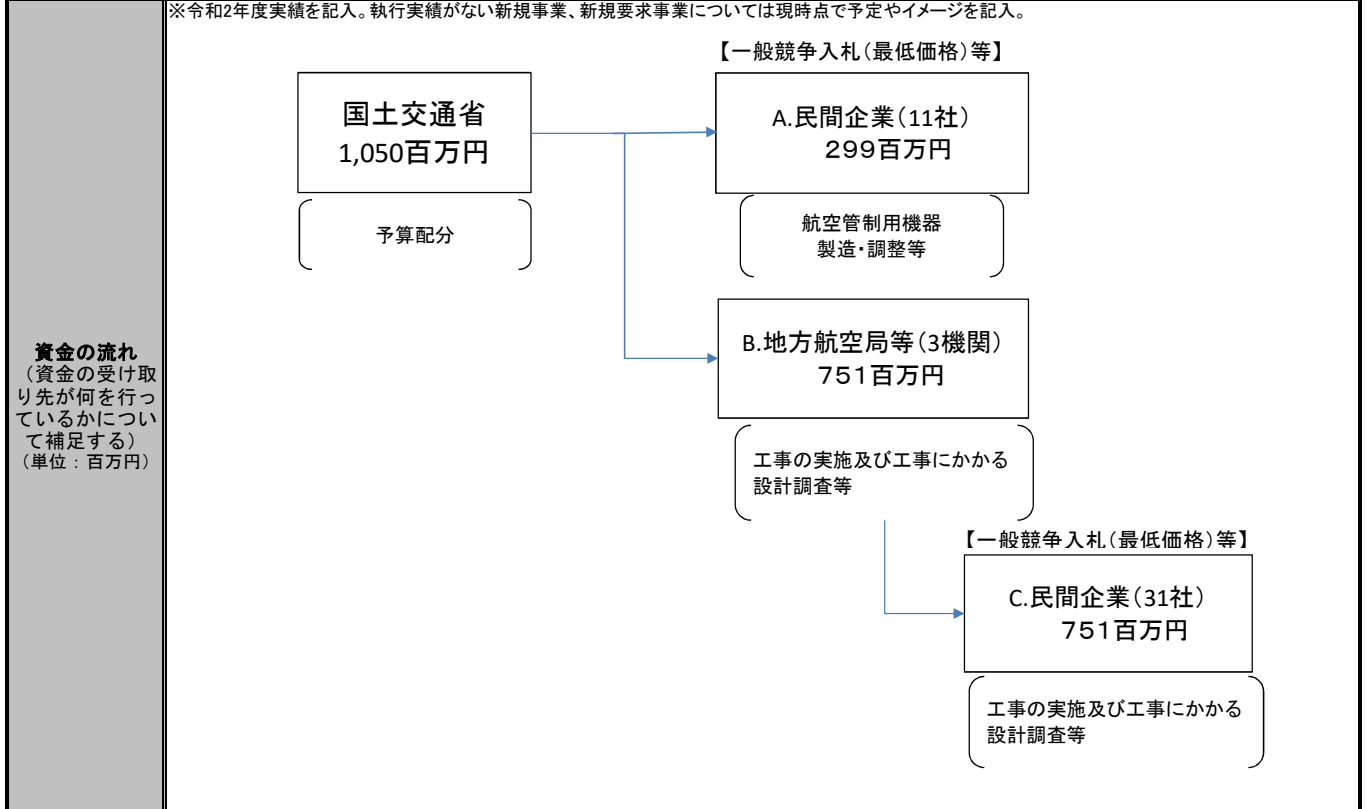 ※令和2年度実績を記入。執行実績がない新規事業、新規要求事業については現時点で予定やイメージを記入。
資金の流れ
(資金の受け取
り先が何を行っ
ているかについ
て補足する)
(単位:百万円)
国土交通省
1,050百万円
予算配分
【一般競争入札(最低価格)等】
A.民間企業(11社)
299百万円
航空管制用機器
製造・調整等
B.地方航空局等(3機関)
751百万円
工事の実施及び工事にかかる
設計調査等
【一般競争入札(最低価格)等】
C.民間企業(31社)
751百万円
工事の実施及び工事にかかる
設計調査等